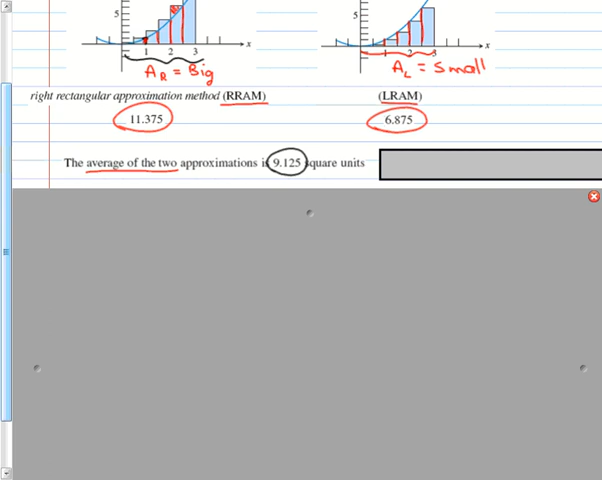 5
1 2 3 x
A_R = Big
5
2 3 x
A_L = Small
right rectangular approximation method (RRAM)
(LRAM)
11.375
6.875
The average of the two approximations is 9.125 square units